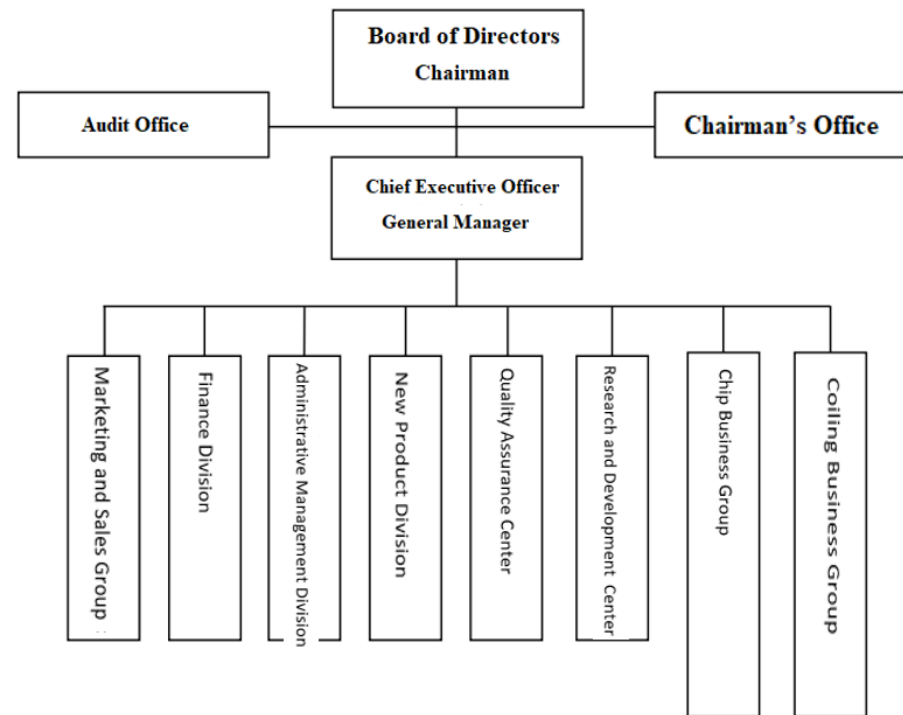 Board of Directors
Chairman
Audit Office
Chairman's Office
Chief Executive Officer
General Manager
Marketing and Sales Group
Finance Division
Administrative Management Division
New Product Division
Quality Assurance Center
Research and Development Center
Chip Business Group
Coiling Business Group